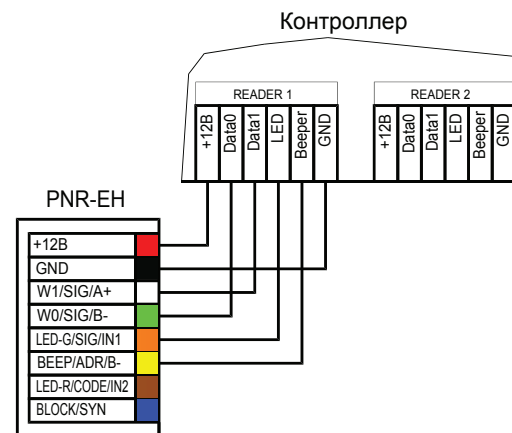 Контроллер
READER 1
READER 2
+12В
Data0
Data1
LED
Beeper
GND
+12В
Data0
Data1
LED
Beeper
GND
PNR-EH
+12В
GND
W1/SIG/A+
W0/SIG/B-
LED-G/SIG/IN1
BEEP/ADR/B-
LED-R/CODE/IN2
BLOCK/SYN